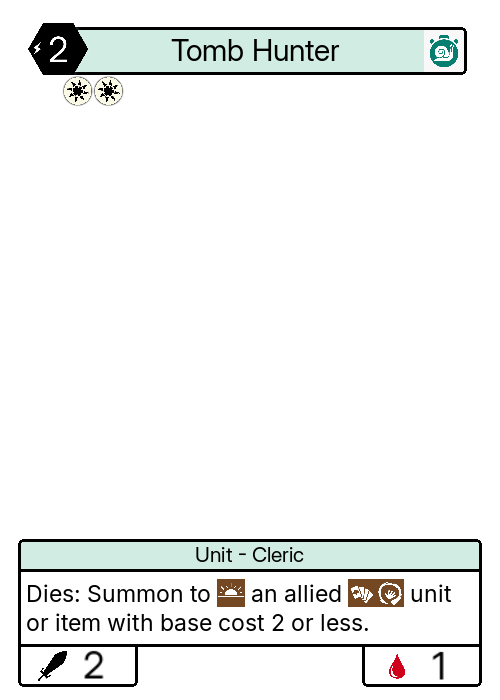 2 Tomb Hunter
Unit - Cleric
Dies: Summon to an allied unit
or item with base cost 2 or less.
2 1